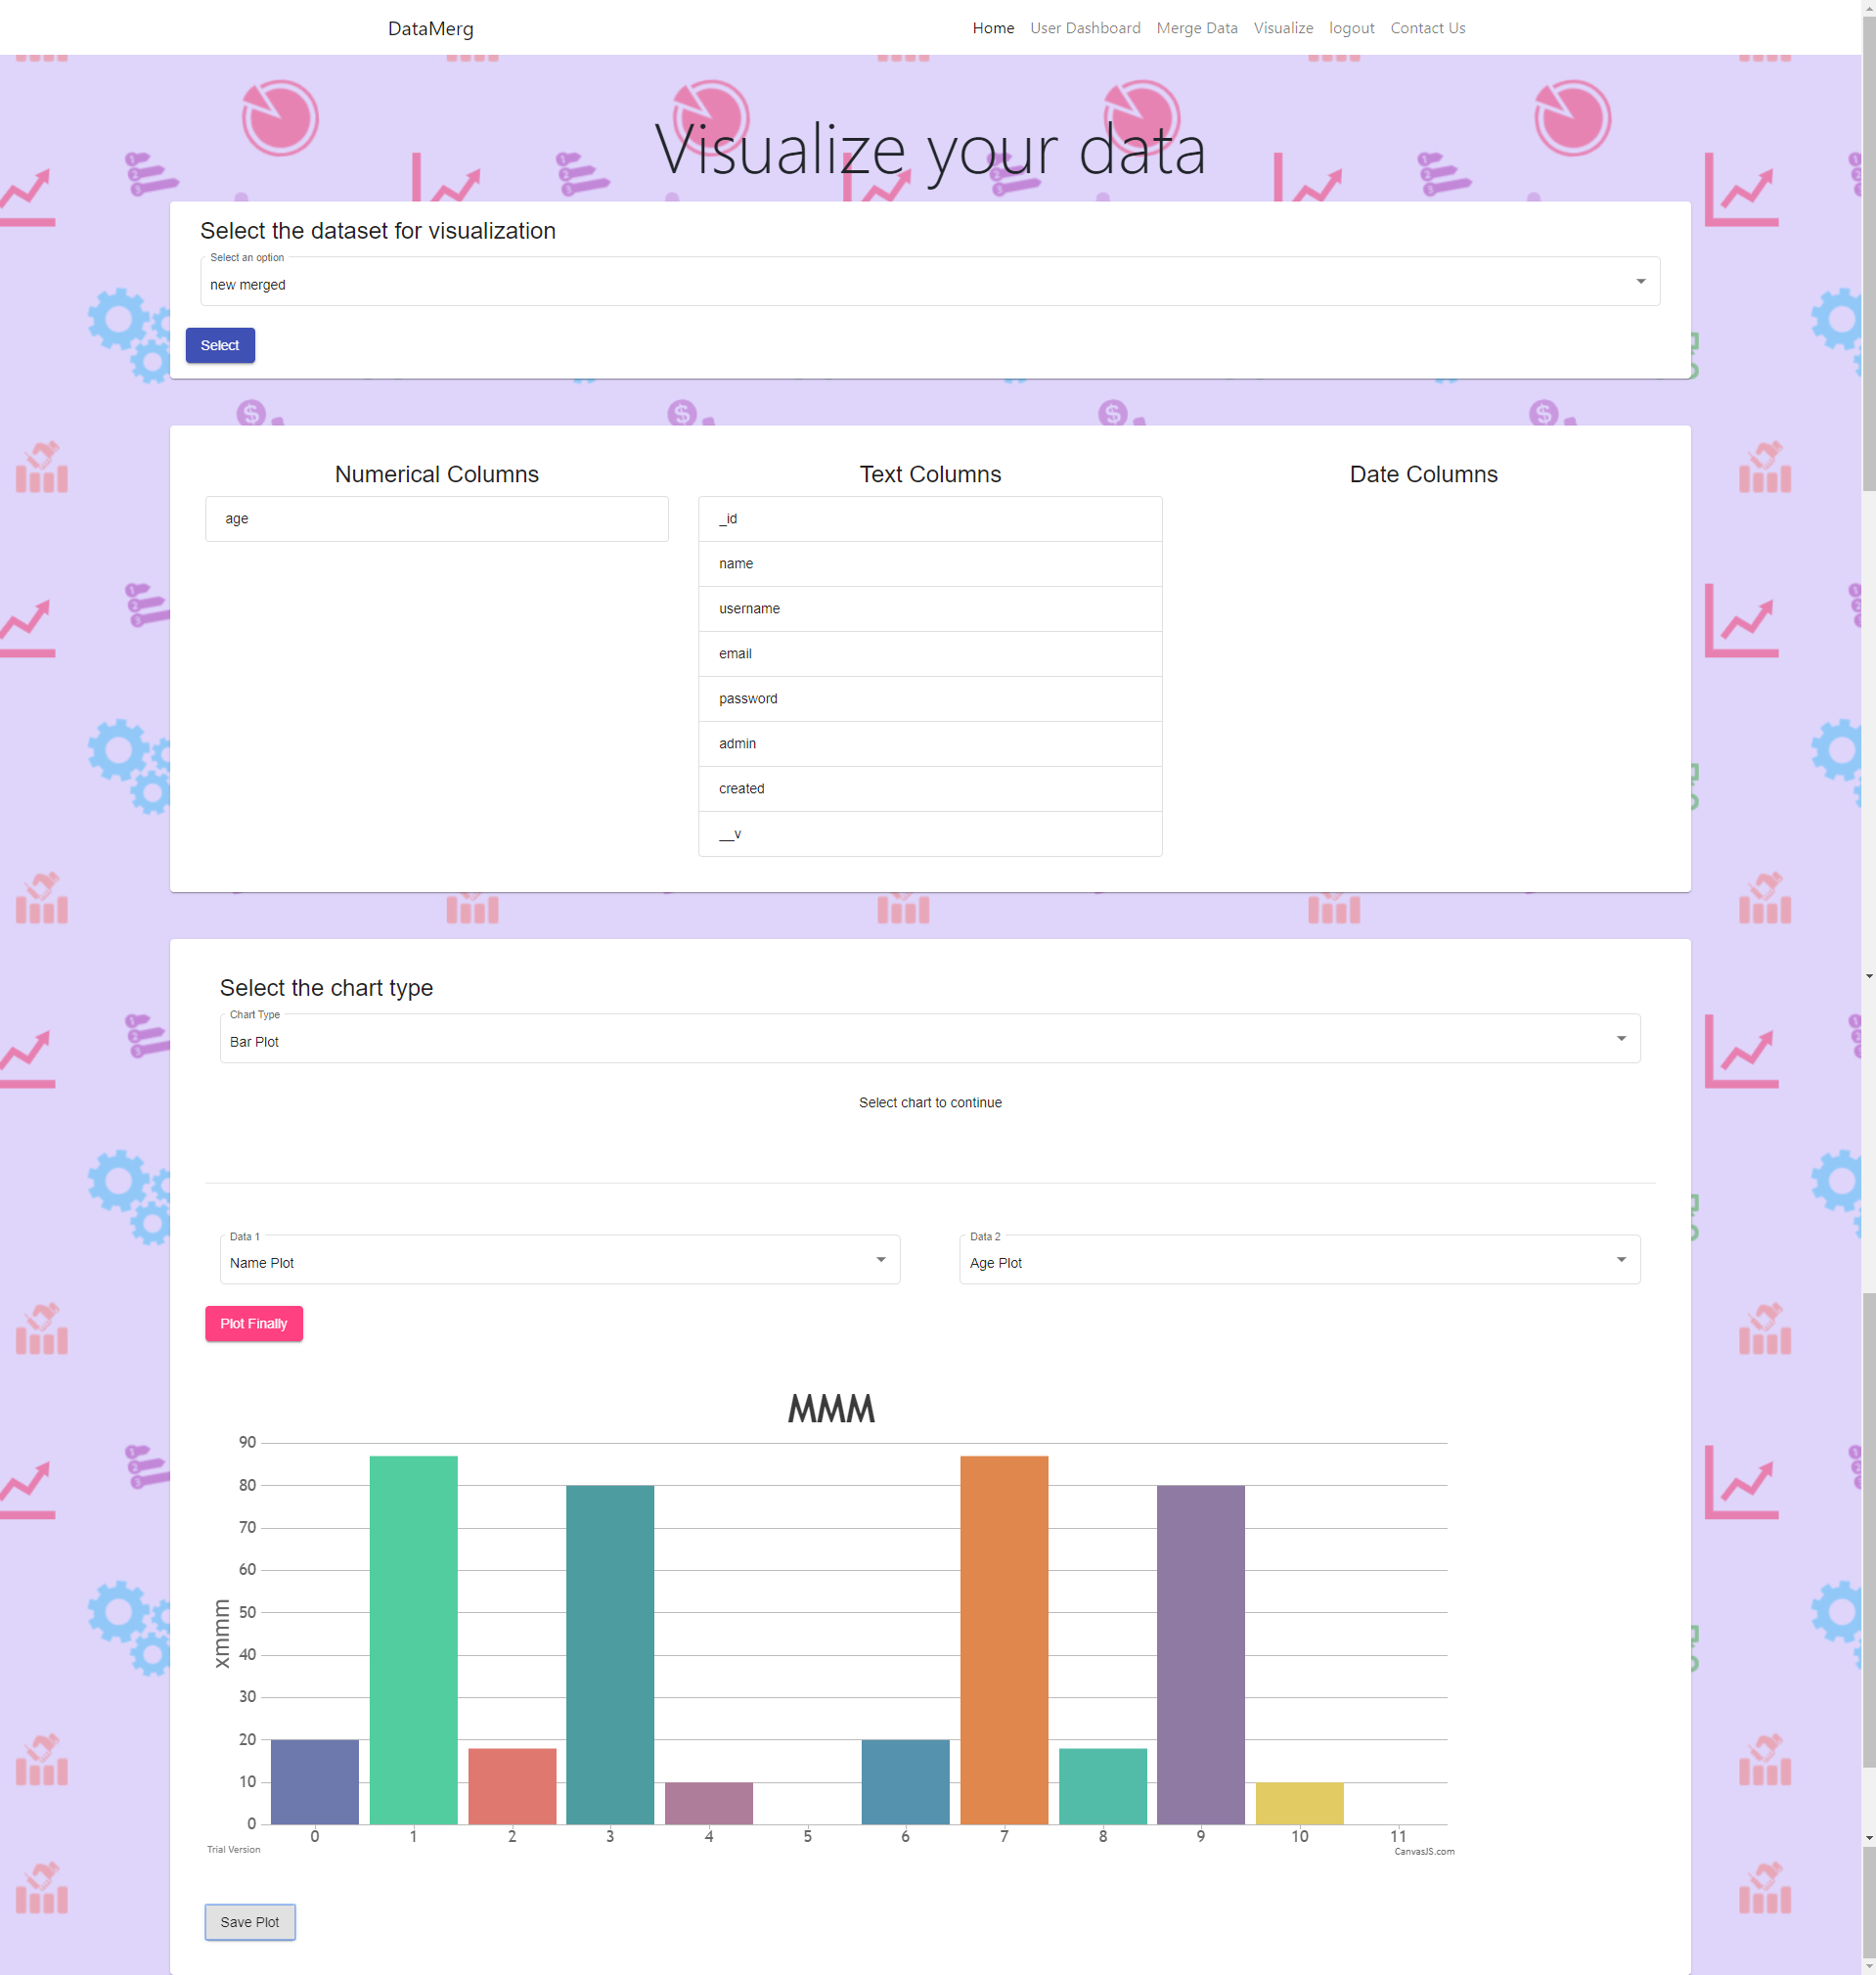 DataMerg
Home User Dashboard Merge Data Visualize logout Contact Us
Visualize your data
Select the dataset for visualization
Select an option
new merged
Select
Numerical Columns
age
Text Columns
_id
name
username
email
password
admin
created
__v
Date Columns
Select the chart type
Chart Type
Bar Plot
Select chart to continue
Data 1
Name Plot
Data 2
Age Plot
Plot Finally
MMM
xmmm
90
80
70
60
50
40
30
20
10
0
0 1 2 3 4 5 6 7 8 9 10 11
Trial Version
CanvasJS.com
Save Plot